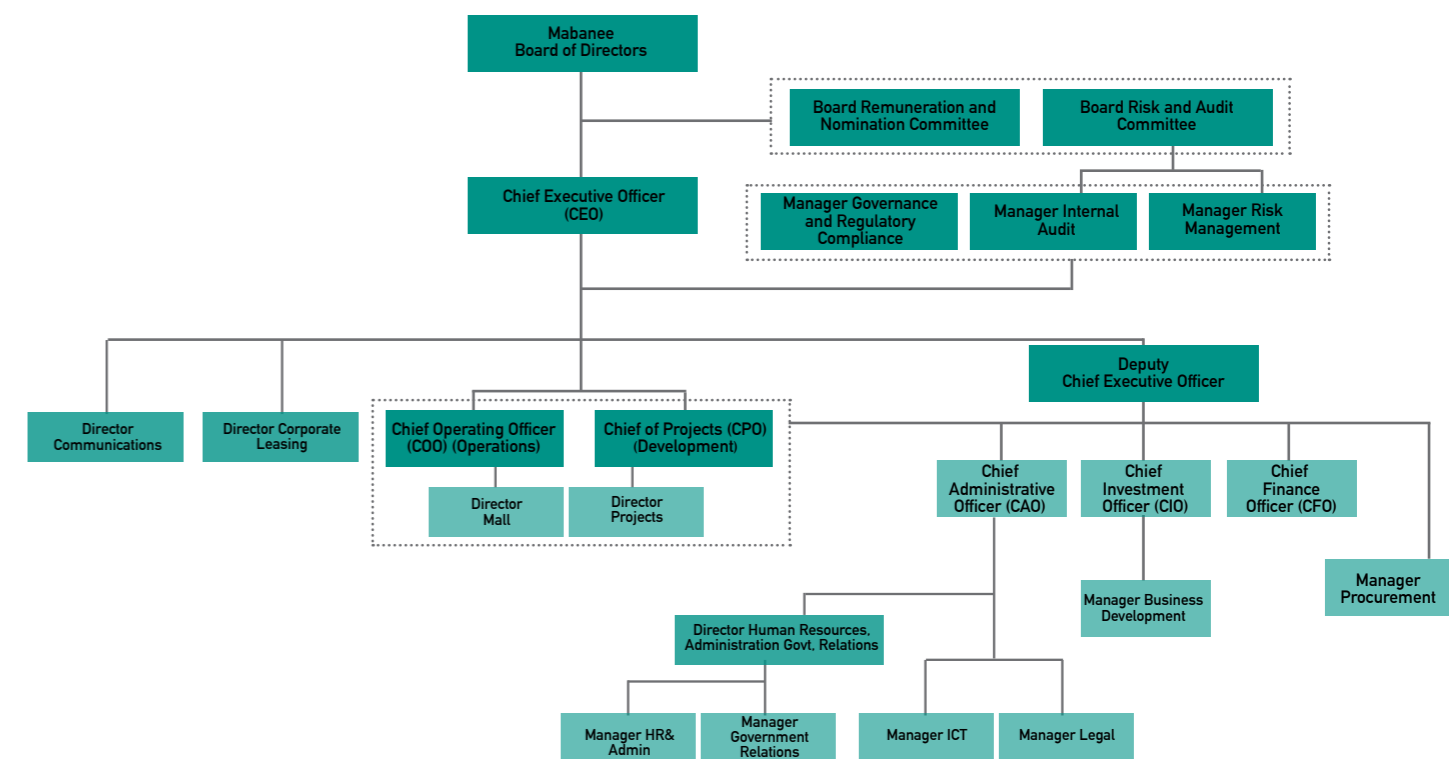 Mabanee
Board of Directors
Board Remuneration and
Nomination Committee
Board Risk and Audit
Committee
Chief Executive Officer
(CEO)
Manager Governance
and Regulatory
Compliance
Manager Internal
Audit
Manager Risk
Management
Deputy
Chief Executive Officer
Director
Communications
Director Corporate
Leasing
Chief Operating Officer
(COO) (Operations)
Chief of Projects (CPO)
(Development)
Director
Mall
Director
Projects
Chief
Administrative
Officer (CAO)
Chief
Investment
Officer (CIO)
Chief
Finance
Officer (CFO)
Manager
Procurement
Manager Business
Development
Director Human Resources,
Administration Govt, Relations
Manager HR&
Admin
Manager
Government
Relations
Manager ICT
Manager Legal